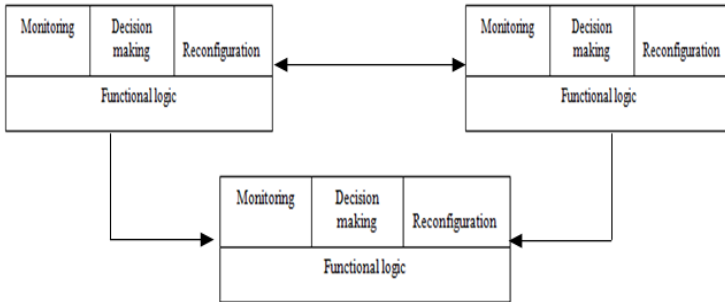 Monitoring
Decision
making
Reconfiguration
Functional logic
Monitoring
Decision
making
Reconfiguration
Functional logic
Monitoring
Decision
making
Reconfiguration
Functional logic